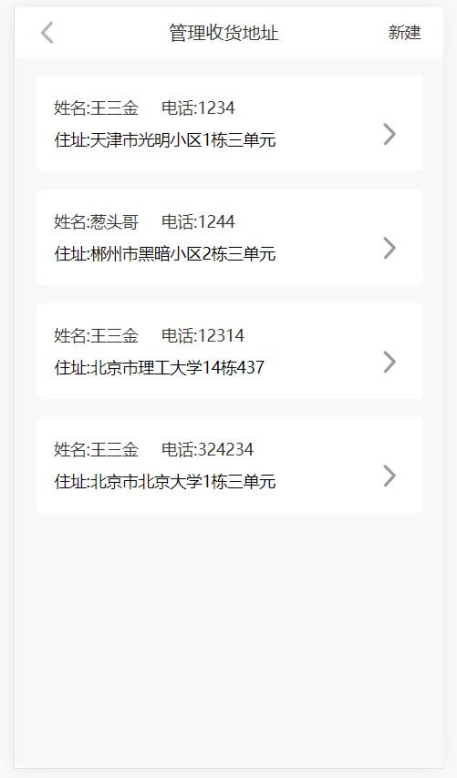 管理收货地址 新建
姓名:王三金 电话:1234
住址:天津市光明小区1栋三单元
姓名:葱头哥 电话:1244
住址:郴州市黑暗小区2栋三单元
姓名:王三金 电话:12314
住址:北京市理工大学14栋437
姓名:王三金 电话:324234
住址:北京市北京大学1栋三单元